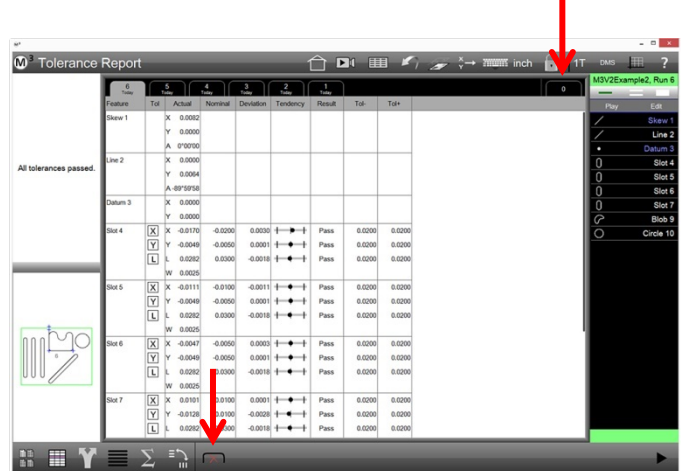 M³
M³ Tolerance Report
inch
1T
DMS
?
6 Today
5 Today
4 Today
3 Today
2 Today
1 Today
0
M3V2Example2, Run 6
Play Edit
Skew 1
Line 2
Datum 3
Slot 4
Slot 5
Slot 6
Slot 7
Blob 9
Circle 10
All tolerances passed.
0
Feature Tol Actual Nominal Deviation Tendency Result Tol- Tol+
Skew 1 X 0.0082
Y 0.0000
A 0°00'00
Line 2 X 0.0000
Y 0.0064
A -89°59'58
Datum 3 X 0.0000
Y 0.0000
Slot 4 X X -0.0170 -0.0200 0.0030 Pass 0.0200 0.0200
Y Y -0.0049 -0.0050 0.0001 Pass 0.0200 0.0200
L L 0.0282 0.0300 -0.0018 Pass 0.0200 0.0200
W 0.0025
Slot 5 X X -0.0111 -0.0100 -0.0011 Pass 0.0200 0.0200
Y Y -0.0049 -0.0050 0.0001 Pass 0.0200 0.0200
L L 0.0282 0.0300 -0.0018 Pass 0.0200 0.0200
W 0.0025
Slot 6 X X -0.0047 -0.0050 0.0003 Pass 0.0200 0.0200
Y Y -0.0049 -0.0050 0.0001 Pass 0.0200 0.0200
L L 0.0282 0.0300 -0.0018 Pass 0.0200 0.0200
W 0.0025
Slot 7 X X 0.0101 0.0100 0.0001 Pass 0.0200 0.0200
Y Y -0.0128 -0.0028 Pass 0.0200 0.0200
L L 0.0282 -0.0018 Pass 0.0200 0.0200